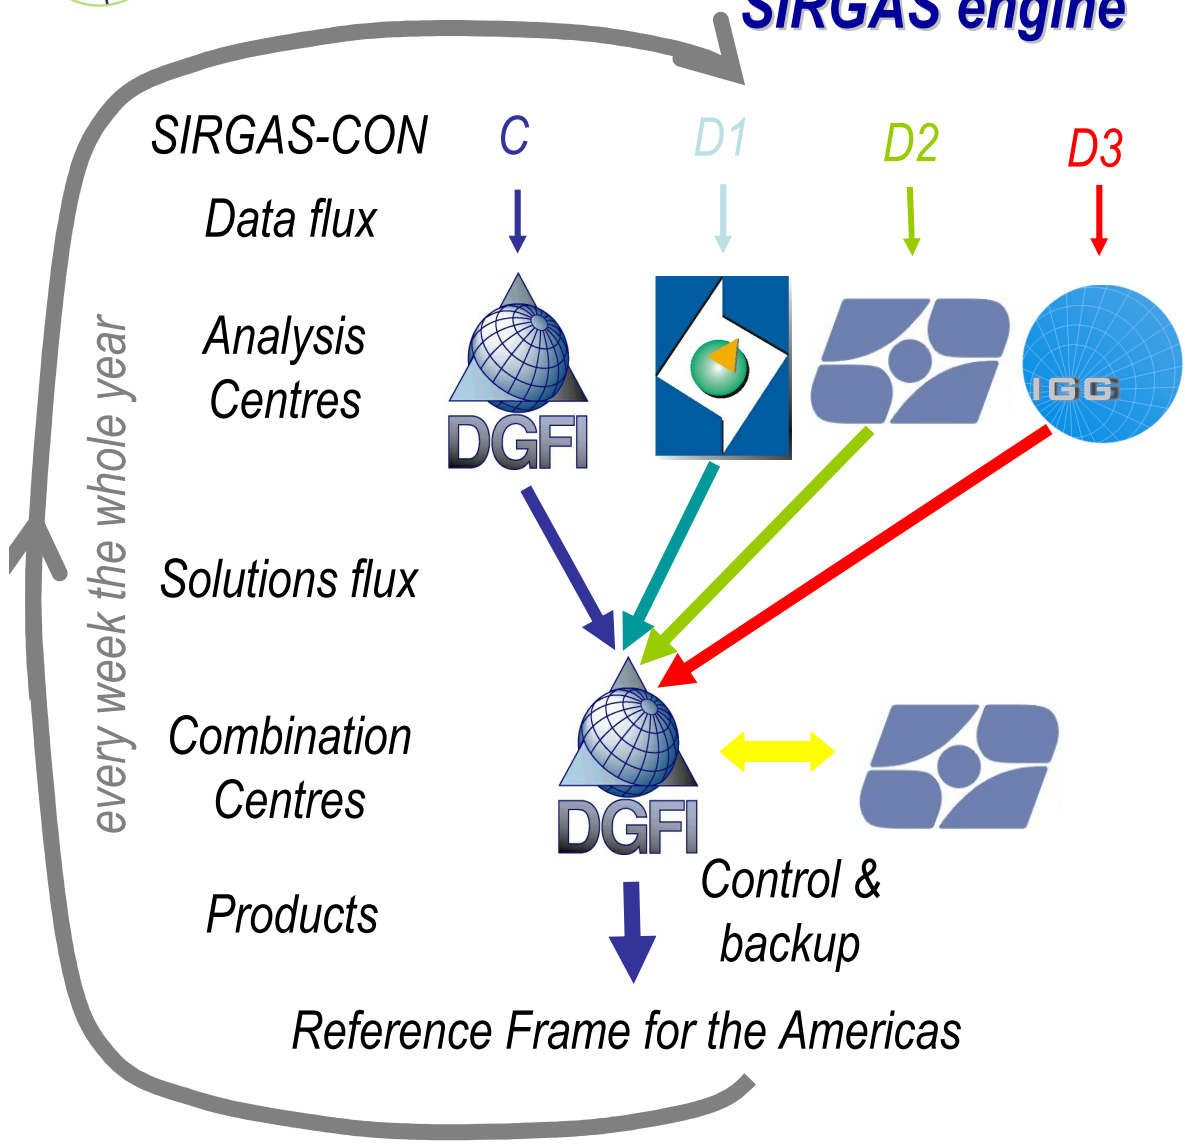 SIRGAS engine
SIRGAS-CON C D1 D2 D3
Data flux
Analysis
Centres
DGFI
IGG
every week the whole year
Solutions flux
Combination
Centres
DGFI
Control &
backup
Products
Reference Frame for the Americas